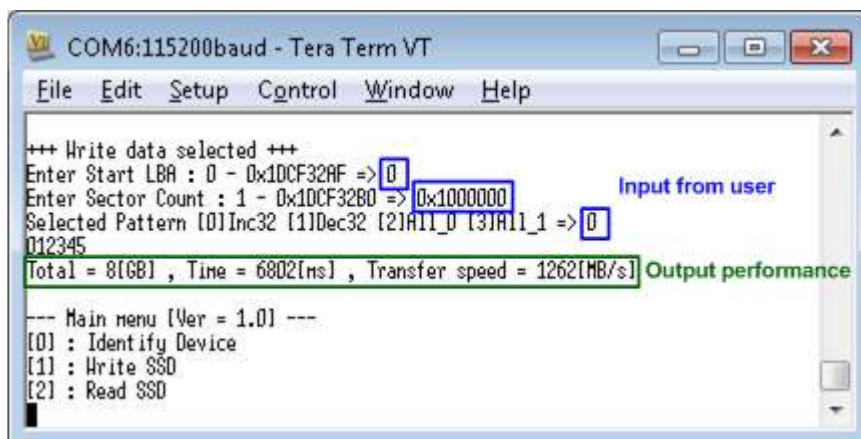 COM6:115200baud - Tera Term VT
File Edit Setup Control Window Help
+++ Write data selected +++
Enter Start LBA : 0 - 0x1DCF32AF => 0
Enter Sector Count : 1 - 0x1DCF32B0 => 0x1000000
Input from user
Selected Pattern [0]Inc32 [1]Dec32 [2]All_0 [3]All_1 => 0
012345
Total = 8[GB] , Time = 6802[ms] , Transfer speed = 1262[MB/s] Output performance
--- Main menu [Ver = 1.0] ---
[0] : Identify Device
[1] : Write SSD
[2] : Read SSD